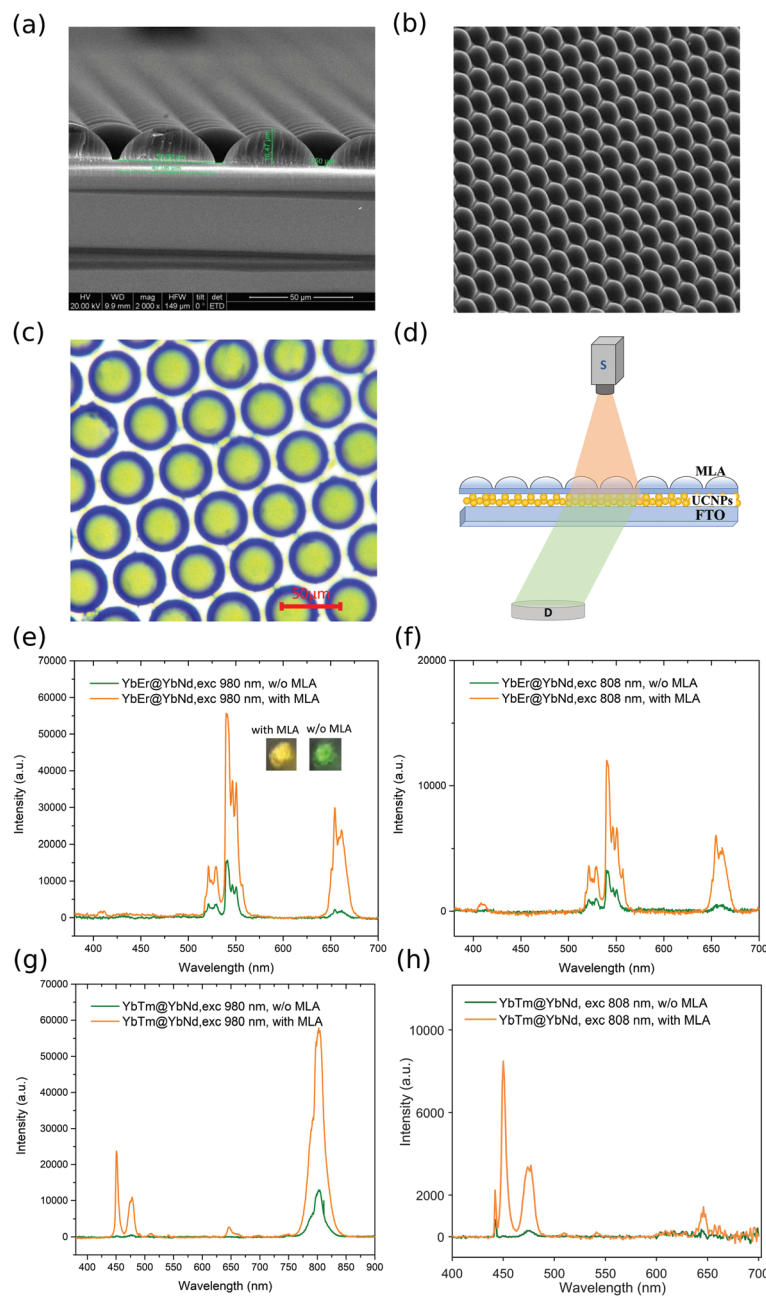 (a)
(b)
16.47 µm
HV WD mag HFW tilt det
20.00 kV 9.9 mm 2 000 x 149 µm 0° ETD
50 µm
(c)
(d)
50µm
S
MLA
UCNPs
FTO
D
(e)
(f)
YbEr@YbNd,exc 980 nm, w/o MLA
YbEr@YbNd,exc 980 nm, with MLA
with MLA w/o MLA
Intensity (a.u.)
70000
60000
50000
40000
30000
20000
10000
0
400 450 500 550 600 650 700
Wavelength (nm)
YbEr@YbNd,exc 808 nm, w/o MLA
YbEr@YbNd,exc 808 nm, with MLA
Intensity (a.u.)
20000
10000
0
400 450 500 550 600 650 700
Wavelength (nm)
(g)
(h)
YbTm@YbNd,exc 980 nm, w/o MLA
YbTm@YbNd,exc 980 nm, with MLA
Intensity (a.u.)
70000
60000
50000
40000
30000
20000
10000
0
400 450 500 550 600 650 700 750 800 850 900
Wavelength (nm)
YbTm@YbNd, exc 808 nm, w/o MLA
YbTm@YbNd, exc 808 nm, with MLA
Intensity (a.u.)
10000
8000
6000
4000
2000
0
400 450 500 550 600 650 700
Wavelength (nm)